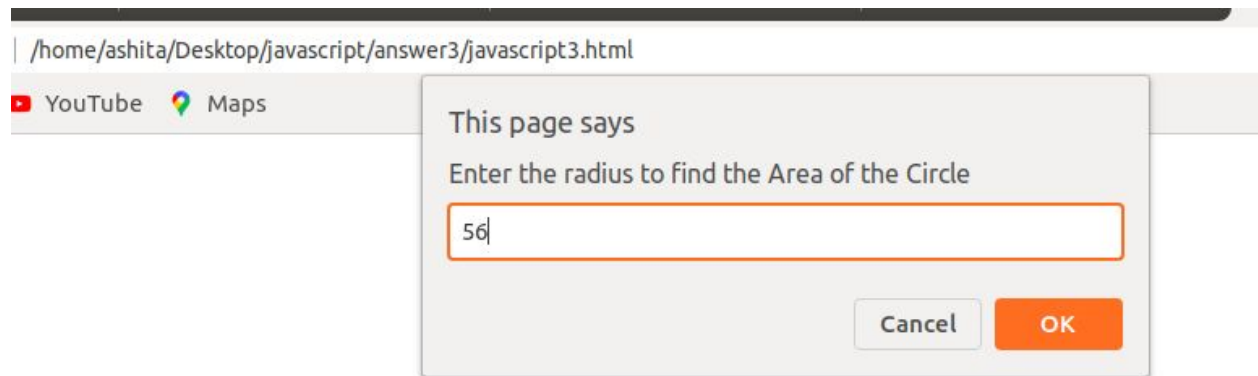 /home/ashita/Desktop/javascript/answer3/javascript3.html
YouTube Maps
This page says
Enter the radius to find the Area of the Circle
56
Cancel OK